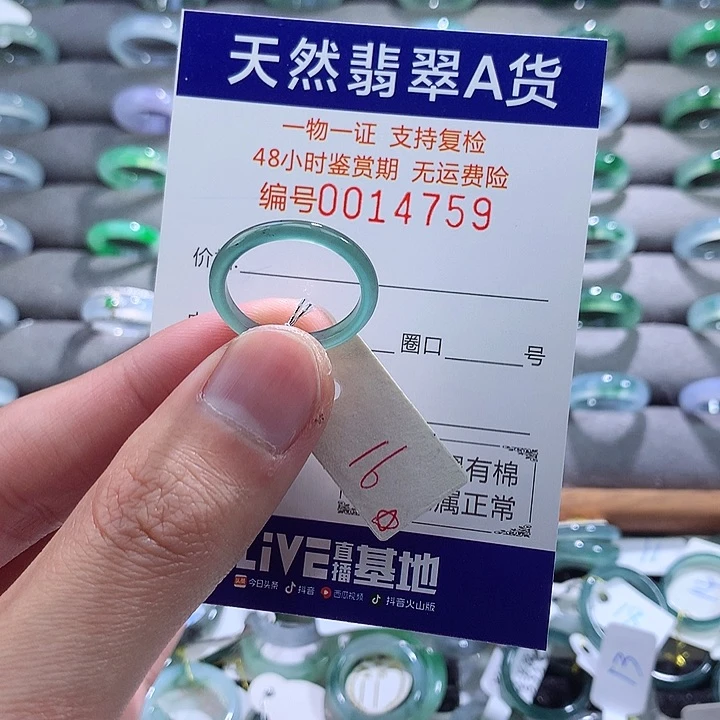 天然翡翠A货
一物一证 支持复检
48小时鉴赏期 无运费险
编号0014759
价
圈口 号
16
有棉
属正常
LiVE直播基地
头条 今日头条 抖音 西瓜视频 抖音火山版
13